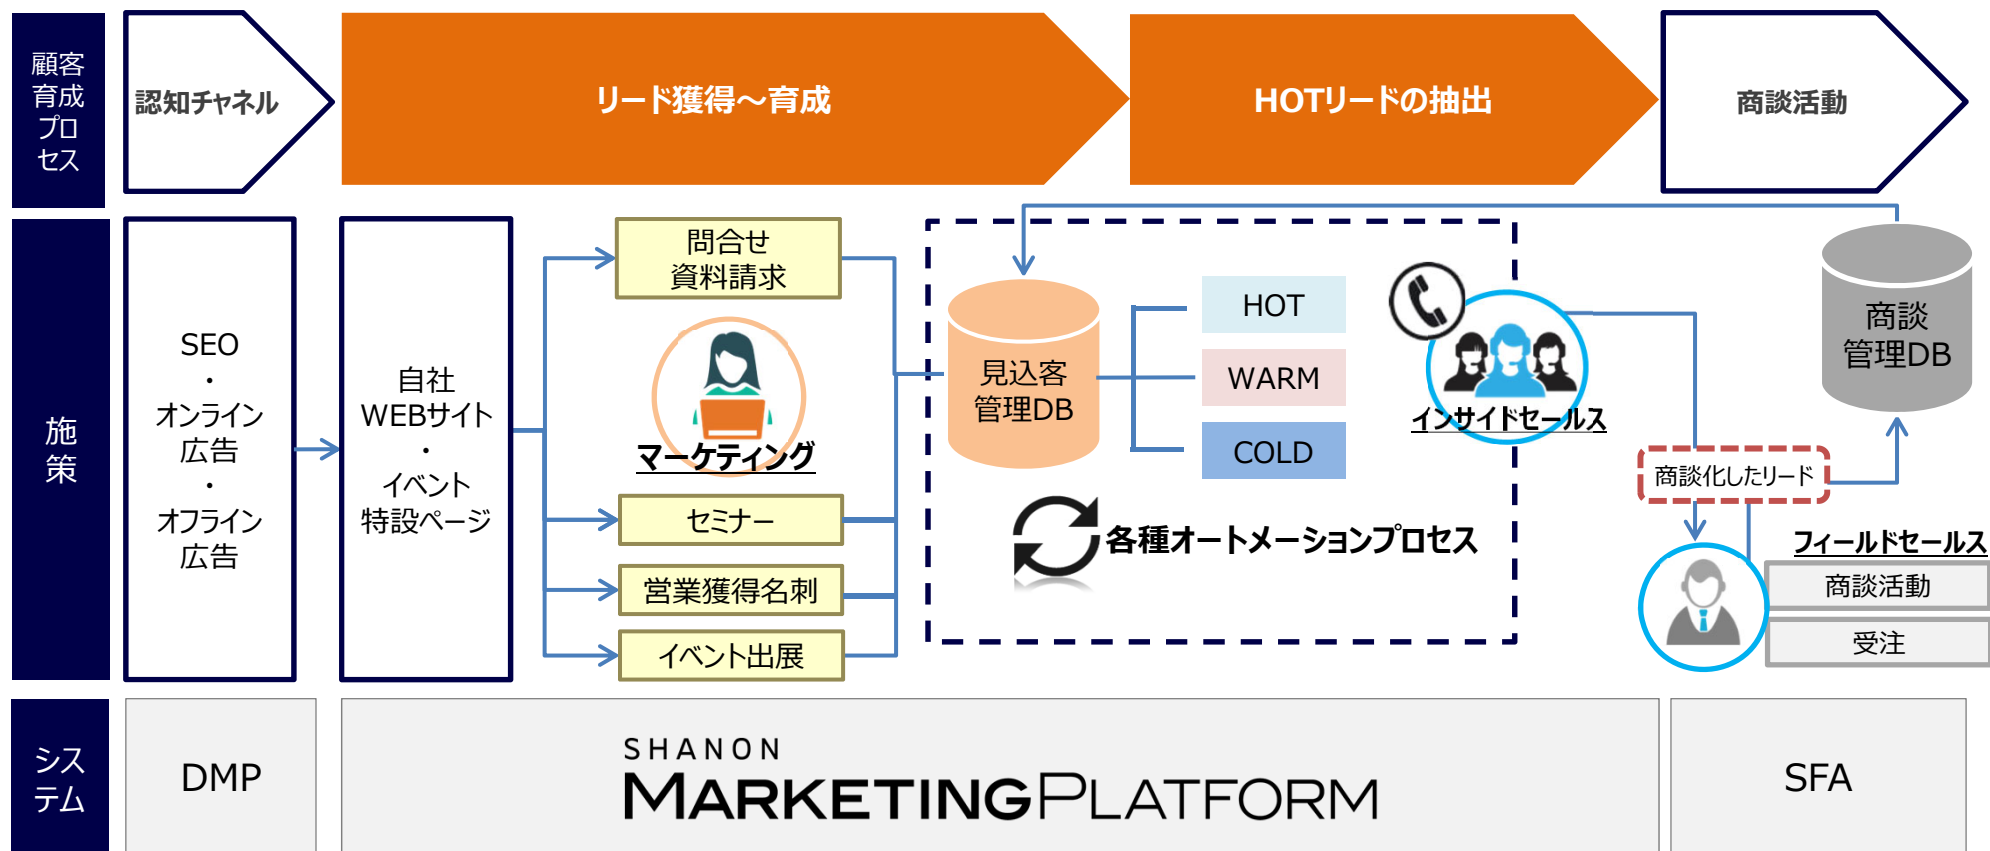 顧客
育成
プロ
セス
認知チャネル
リード獲得～育成
HOTリードの抽出
商談活動
施
策
SEO
・
オンライン
広告
・
オフライン
広告
自社
WEBサイト
・
イベント
特設ページ
問合せ
資料請求
マーケティング
セミナー
営業獲得名刺
イベント出展
見込客
管理DB
HOT
WARM
COLD
各種オートメーションプロセス
インサイドセールス
商談化したリード
商談
管理DB
フィールドセールス
商談活動
受注
シス
テム
DMP
SHANON
MARKETINGPLATFORM
SFA